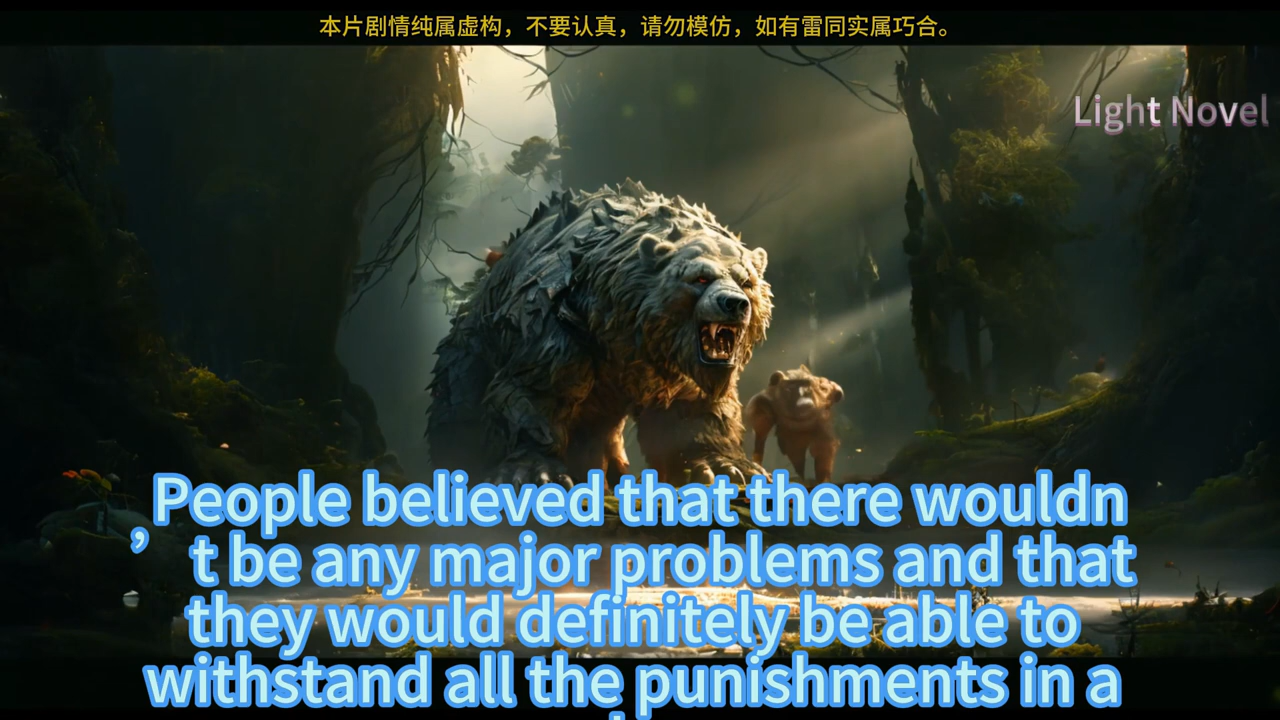 本片剧情纯属虚构，不要认真，请勿模仿，如有雷同实属巧合。
Light Novel
People believed that there wouldn
’t be any major problems and that
they would definitely be able to
withstand all the punishments in a